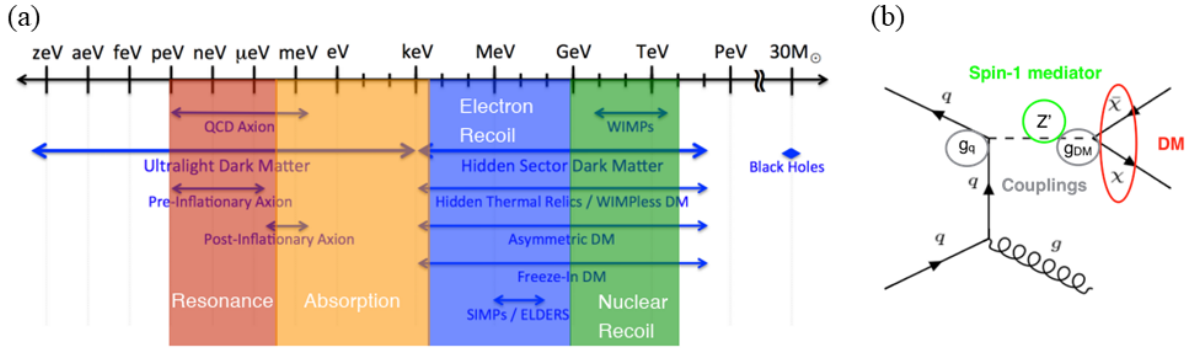 (a)
zeV aeV feV peV neV μeV meV eV keV MeV GeV TeV PeV 30M☉
QCD Axion
Electron
Recoil
WIMPs
Ultralight Dark Matter
Hidden Sector Dark Matter
Black Holes
Pre-Inflationary Axion
Hidden Thermal Relics / WIMPless DM
Post-Inflationary Axion
Asymmetric DM
Freeze-In DM
Resonance
Absorption
SIMPs / ELDERS
Nuclear
Recoil
(b)
Spin-1 mediator
q
Z'
χ̄
DM
g_q
g_DM
q
Couplings
χ
q
g